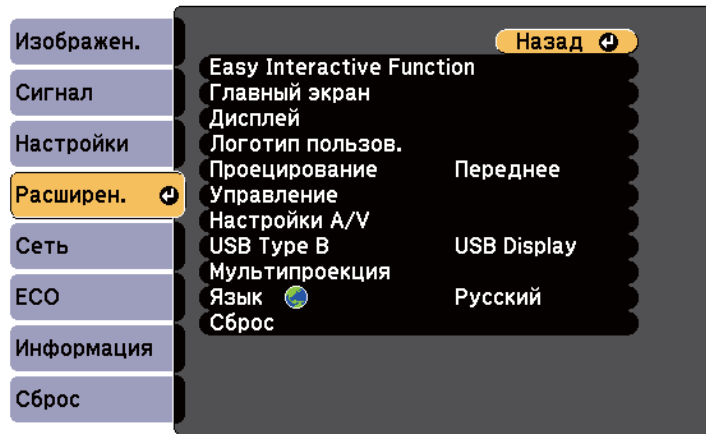 Изображен.
Сигнал
Настройки
Расширен.
Сеть
ECO
Информация
Сброс
Назад
Easy Interactive Function
Главный экран
Дисплей
Логотип пользов.
Проецирование Переднее
Управление
Настройки A/V
USB Type B USB Display
Мультипроекция
Язык Русский
Сброс